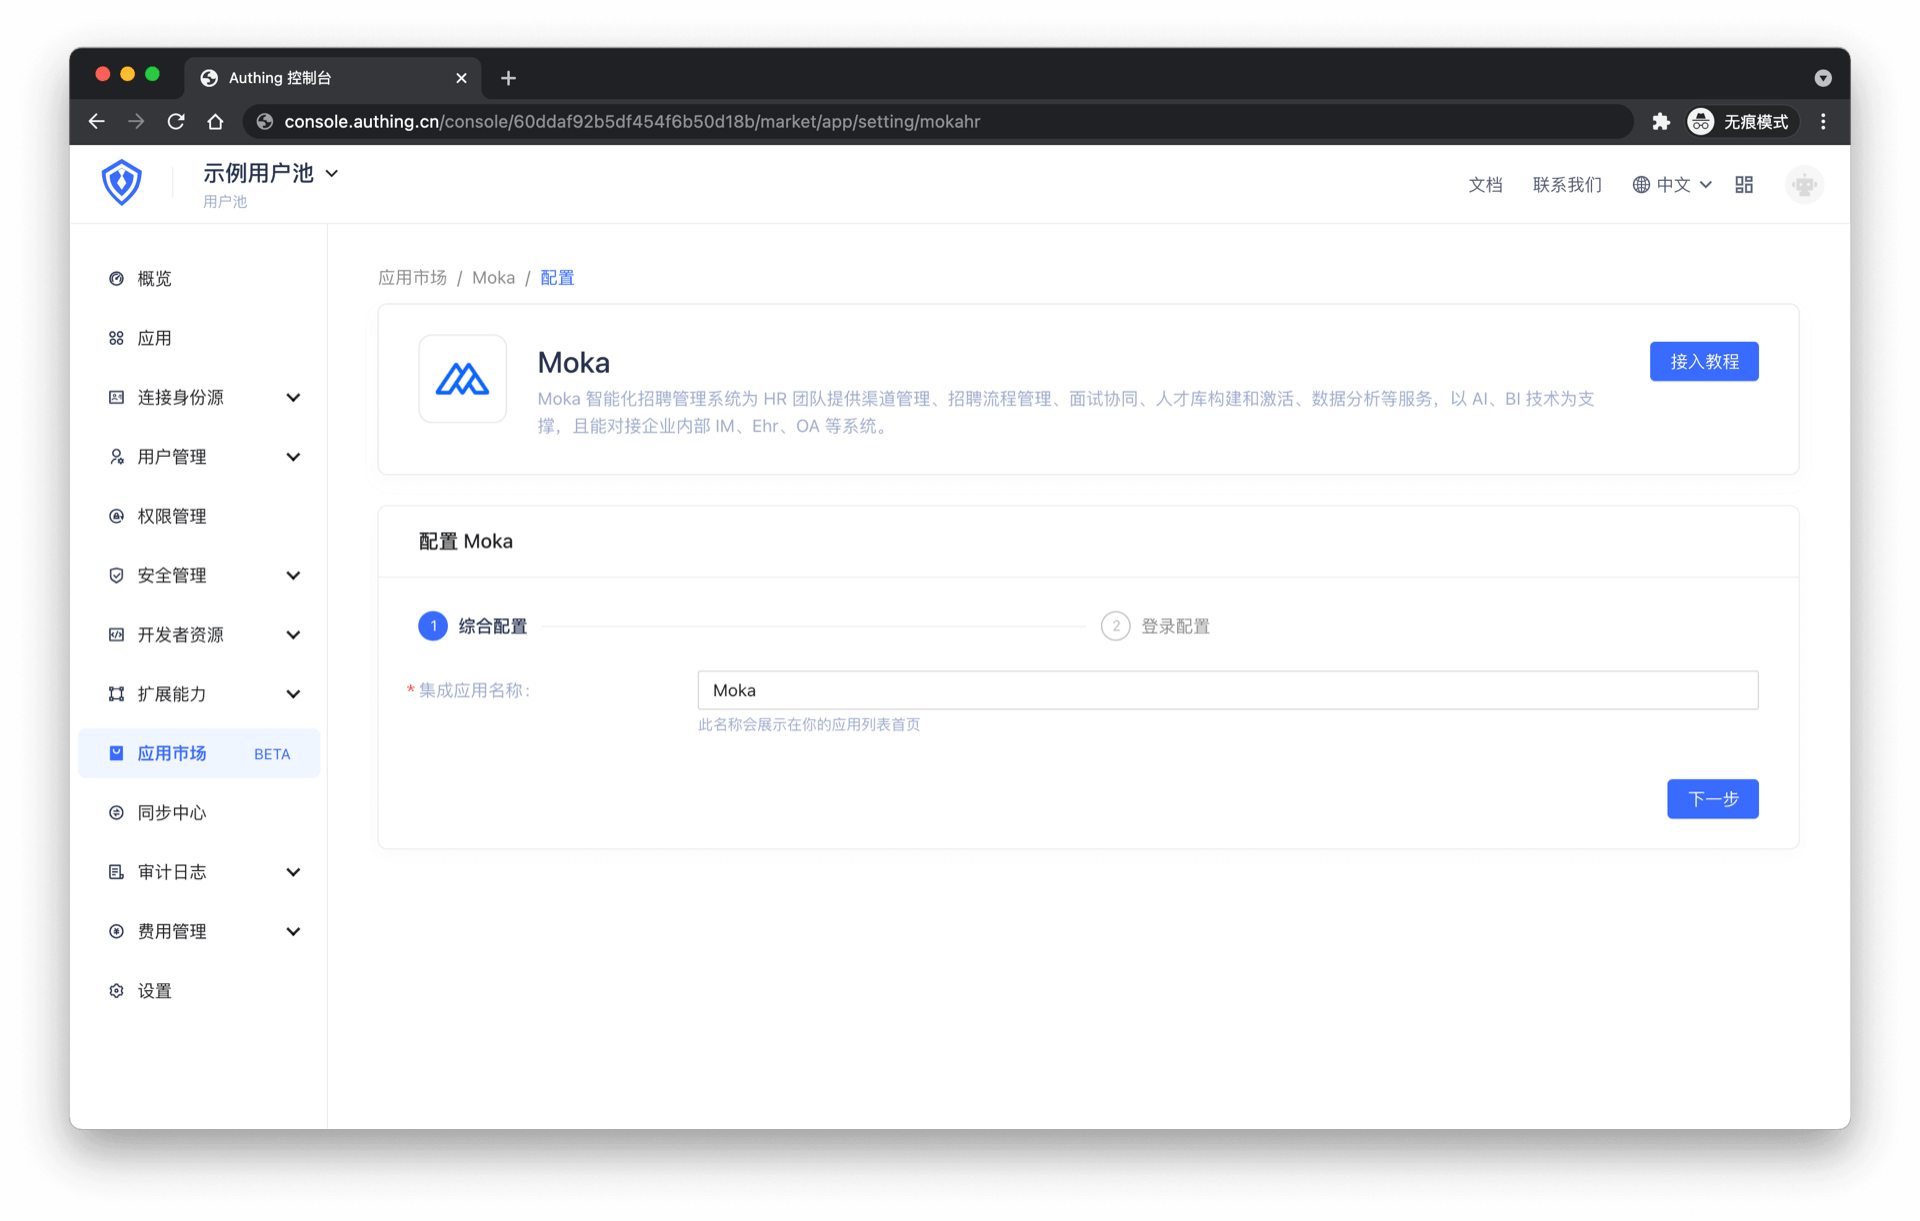 Authing 控制台
console.authing.cn/console/60ddaf92b5df454f6b50d18b/market/app/setting/mokahr
无痕模式
示例用户池
用户池
文档
联系我们
中文
概览
应用
连接身份源
用户管理
权限管理
安全管理
开发者资源
扩展能力
应用市场 BETA
同步中心
审计日志
费用管理
设置
应用市场 / Moka / 配置
Moka
接入教程
Moka 智能化招聘管理系统为 HR 团队提供渠道管理、招聘流程管理、面试协同、人才库构建和激活、数据分析等服务，以 AI、BI 技术为支
撑，且能对接企业内部 IM、Ehr、OA 等系统。
配置 Moka
1 综合配置
2 登录配置
* 集成应用名称：
Moka
此名称会展示在你的应用列表首页
下一步